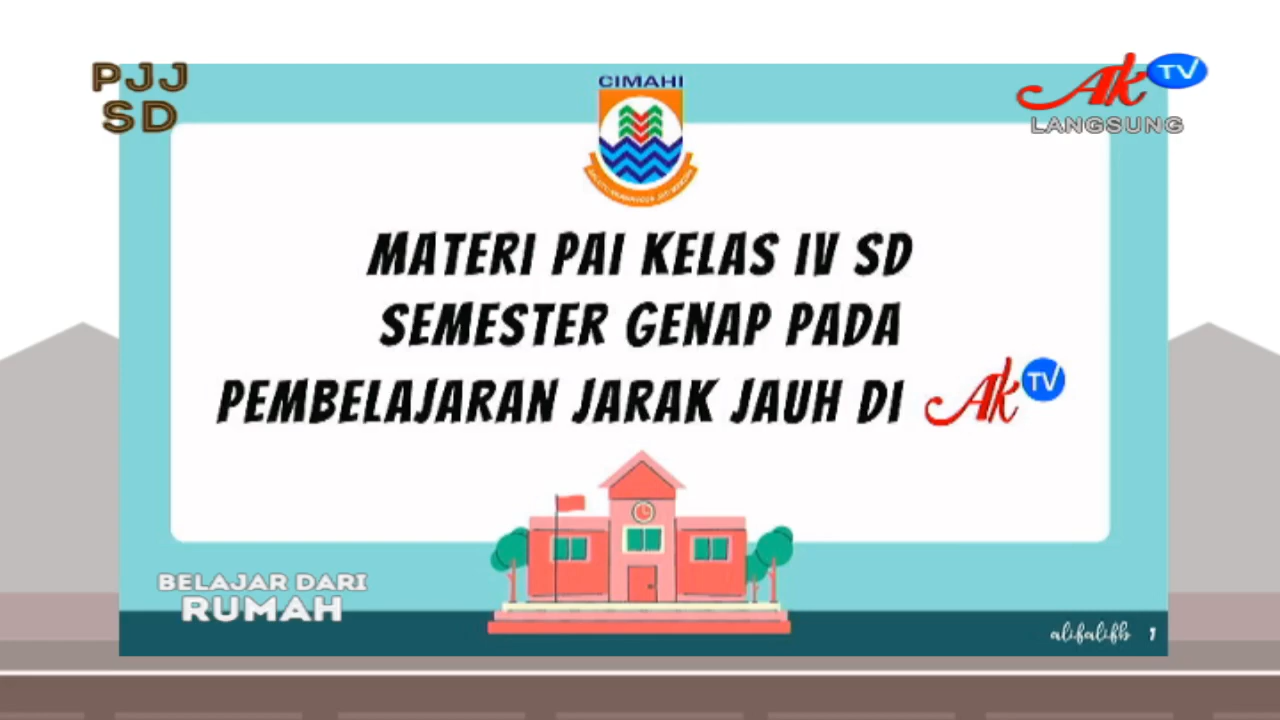 PJJ
SD
Ak TV
LANGSUNG
CIMAHI
MATERI PAI KELAS IV SD
SEMESTER GENAP PADA
PEMBELAJARAN JARAK JAUH DI Ak TV
BELAJAR DARI
RUMAH
alifalifb 1